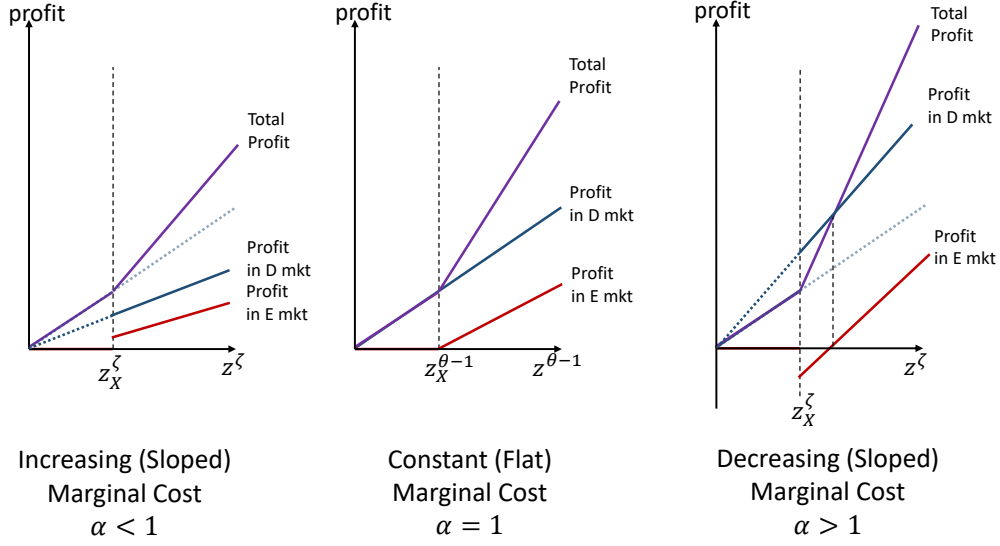 profit
Total
Profit
Profit
in D mkt
Profit
in E mkt
z_X^ζ
z^ζ
Increasing (Sloped)
Marginal Cost
α < 1
profit
Total
Profit
Profit
in D mkt
Profit
in E mkt
z_X^{θ−1}
z^{θ−1}
Constant (Flat)
Marginal Cost
α = 1
profit
Total
Profit
Profit
in D mkt
Profit
in E mkt
z^ζ
z_X^ζ
Decreasing (Sloped)
Marginal Cost
α > 1